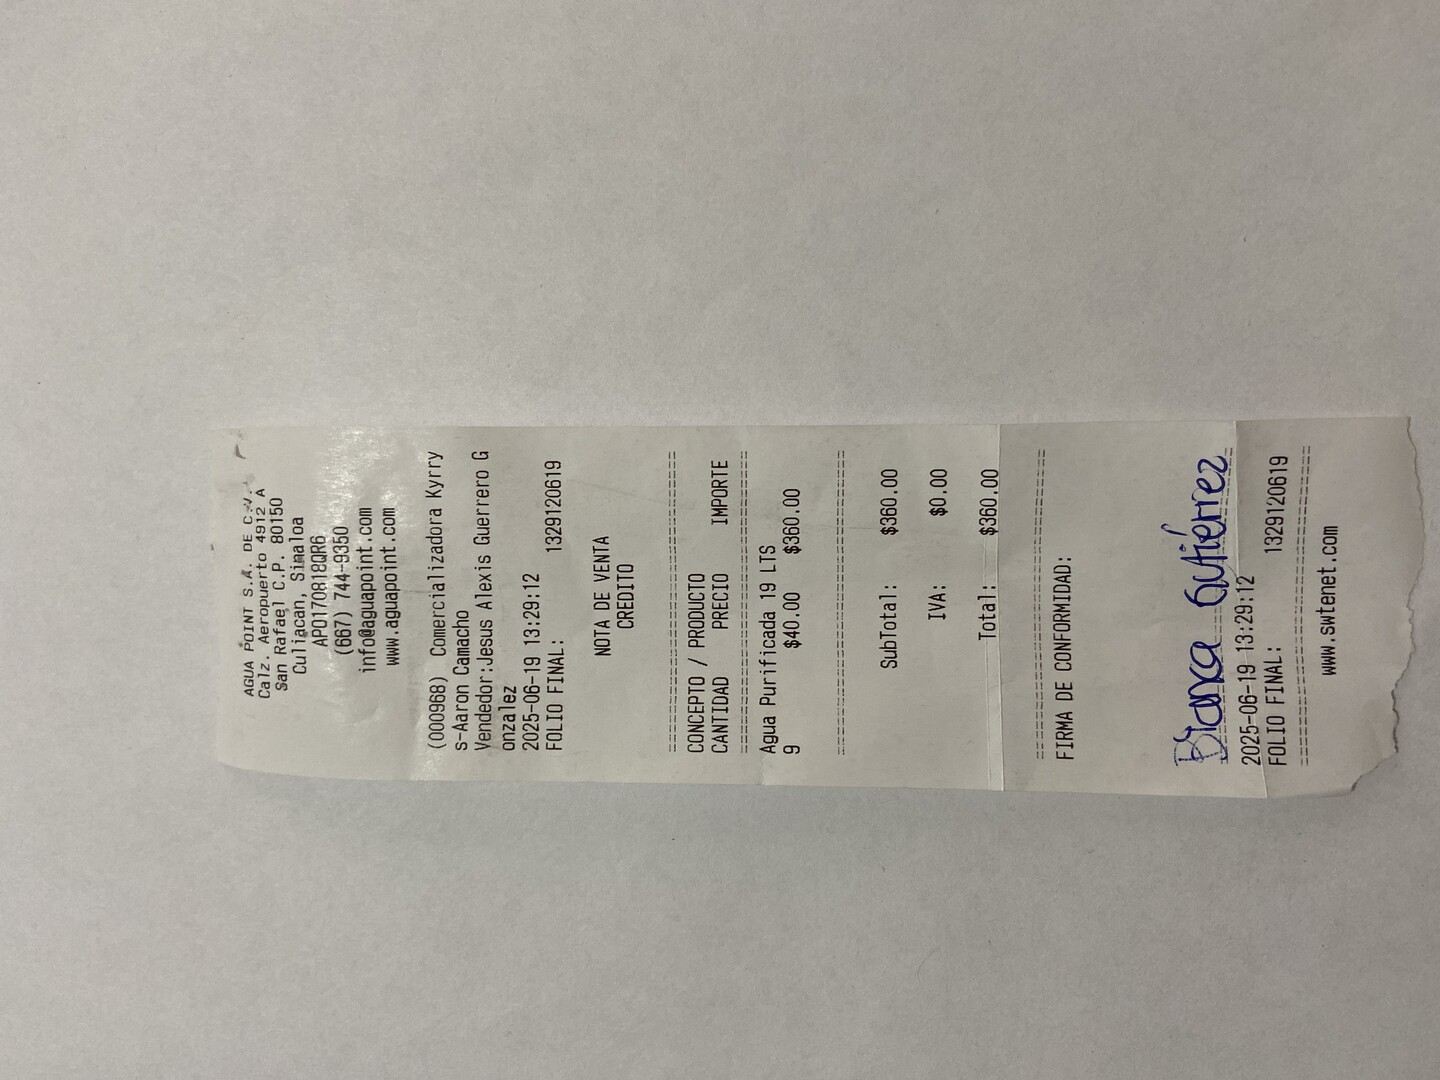 AGUA POINT S.A. DE C.V.
Calz. Aeropuerto 4912 A
San Rafael C.P. 80150
Culiacan, Sinaloa
APO170818QR6
(667) 744-9350
info@aguapoint.com
www.aguapoint.com
(000968) Comercializadora Kyrry
s-Aaron Camacho
Vendedor:Jesus Alexis Guerrero G
onzalez
2025-06-19 13:29:12
FOLIO FINAL: 1329120619
NOTA DE VENTA
CREDITO
CONCEPTO / PRODUCTO
CANTIDAD PRECIO IMPORTE
Agua Purificada 19 LTS
9 $40.00 $360.00
SubTotal: $360.00
IVA: $0.00
Total: $360.00
FIRMA DE CONFORMIDAD:
Bianca Gutiérrez
2025-06-19 13:29:12
FOLIO FINAL: 1329120619
www.swtenet.com